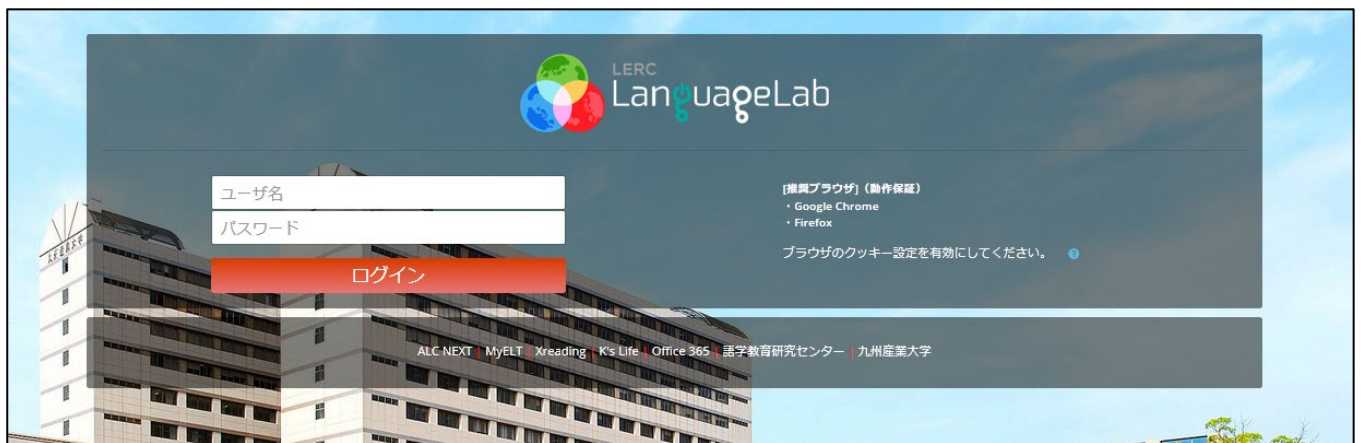 LERC
LanguageLab
ユーザ名
パスワード
ログイン
[推奨ブラウザ]（動作保証）
・Google Chrome
・Firefox
ブラウザのクッキー設定を有効にしてください。 ?
ALC NEXT | MyELT | Xreading | K's Life | Office 365 | 語学教育研究センター | 九州産業大学